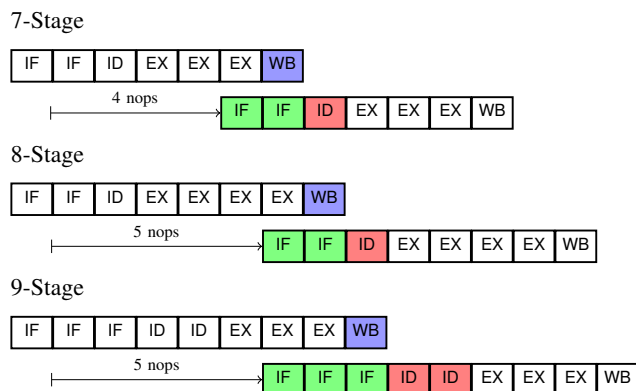 7-Stage
IF IF ID EX EX EX WB
4 nops
IF IF ID EX EX EX WB
8-Stage
IF IF ID EX EX EX EX WB
5 nops
IF IF ID EX EX EX EX WB
9-Stage
IF IF IF ID ID EX EX EX WB
5 nops
IF IF IF ID ID EX EX EX WB